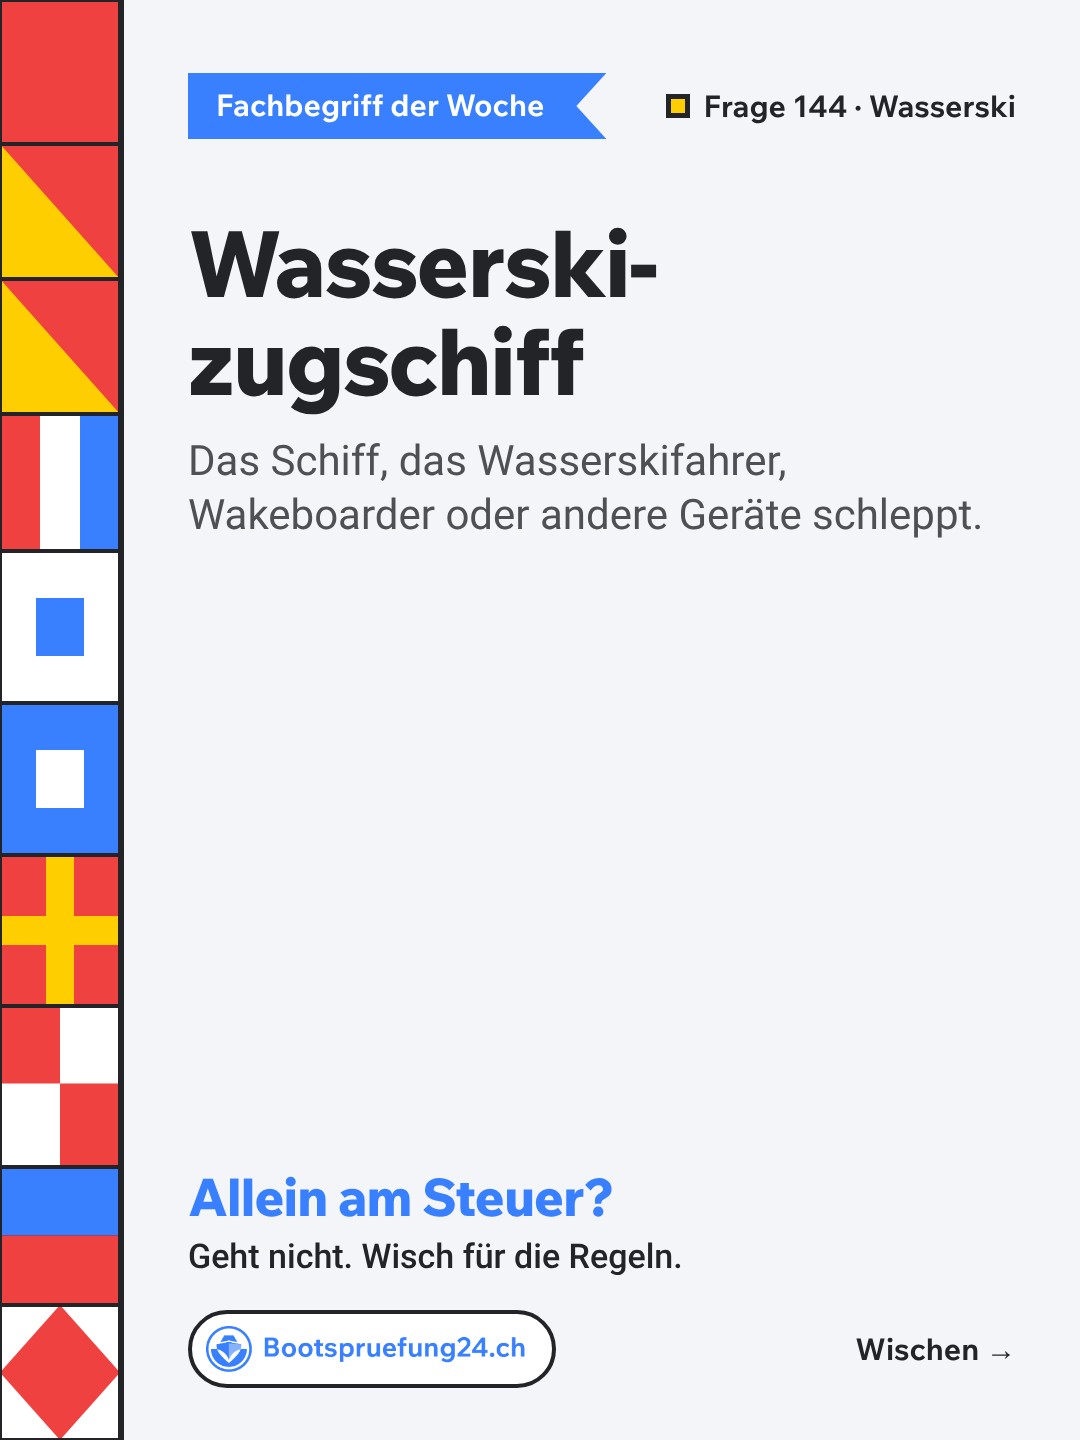 Fachbegriff der Woche
Frage 144 · Wasserski
Wasserski-
zugschiff
Das Schiff, das Wasserskifahrer,
Wakeboarder oder andere Geräte schleppt.
Allein am Steuer?
Geht nicht. Wisch für die Regeln.
Bootspruefung24.ch
Wischen →